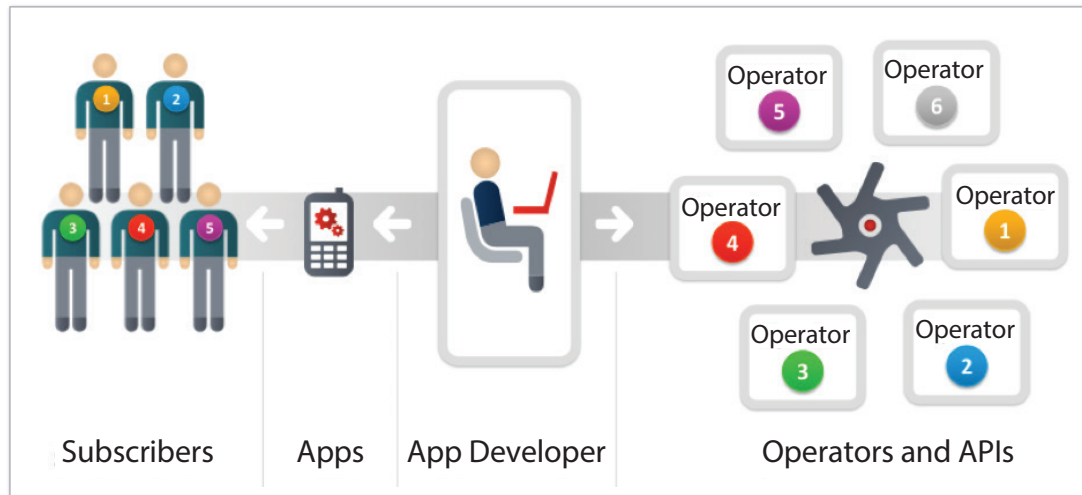 1
2
3
4
5
Operator
5
Operator
6
Operator
4
Operator
1
Operator
3
Operator
2
Subscribers
Apps
App Developer
Operators and APIs